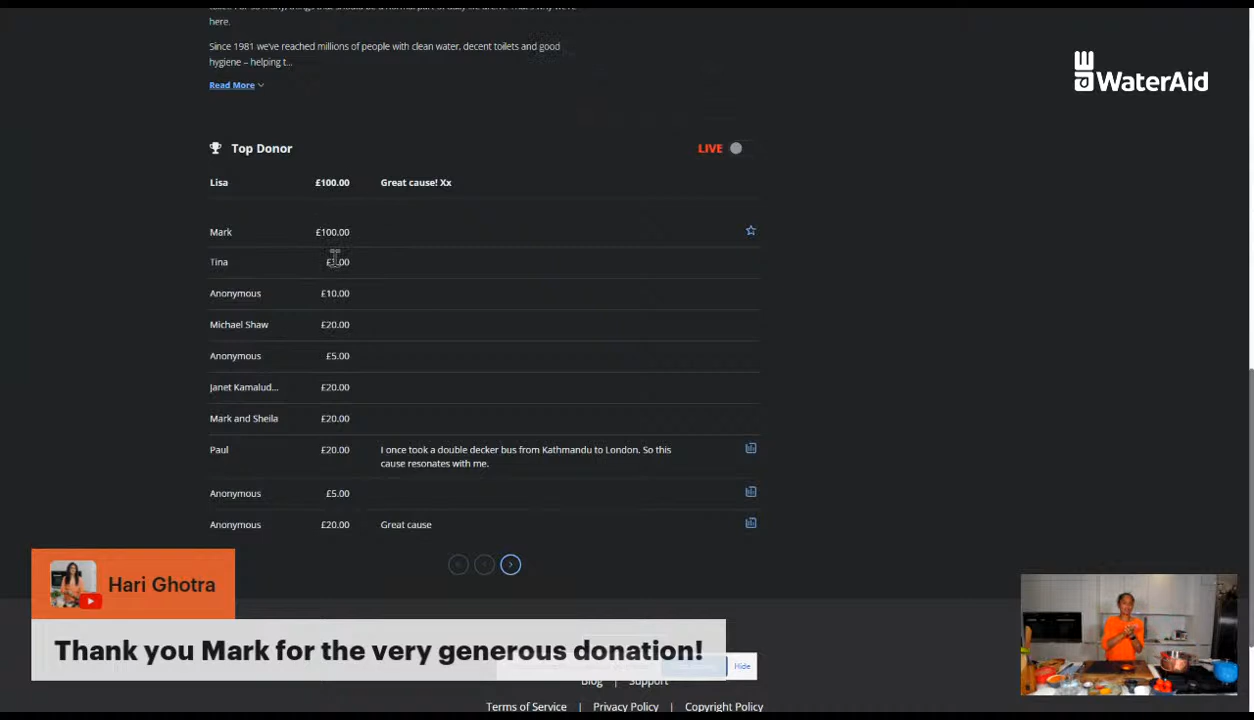 here.
Since 1981 we've reached millions of people with clean water, decent toilets and good
hygiene – helping t...
Read More
WaterAid
Top Donor
LIVE
Lisa £100.00 Great cause! Xx
Mark £100.00
Tina
Anonymous £10.00
Michael Shaw £20.00
Anonymous £5.00
Janet Kamalud... £20.00
Mark and Sheila £20.00
Paul £20.00 I once took a double decker bus from Kathmandu to London. So this
cause resonates with me.
Anonymous £5.00
Anonymous £20.00 Great cause
Hari Ghotra
Thank you Mark for the very generous donation!
Hide
Blog | Support
Terms of Service | Privacy Policy | Copyright Policy